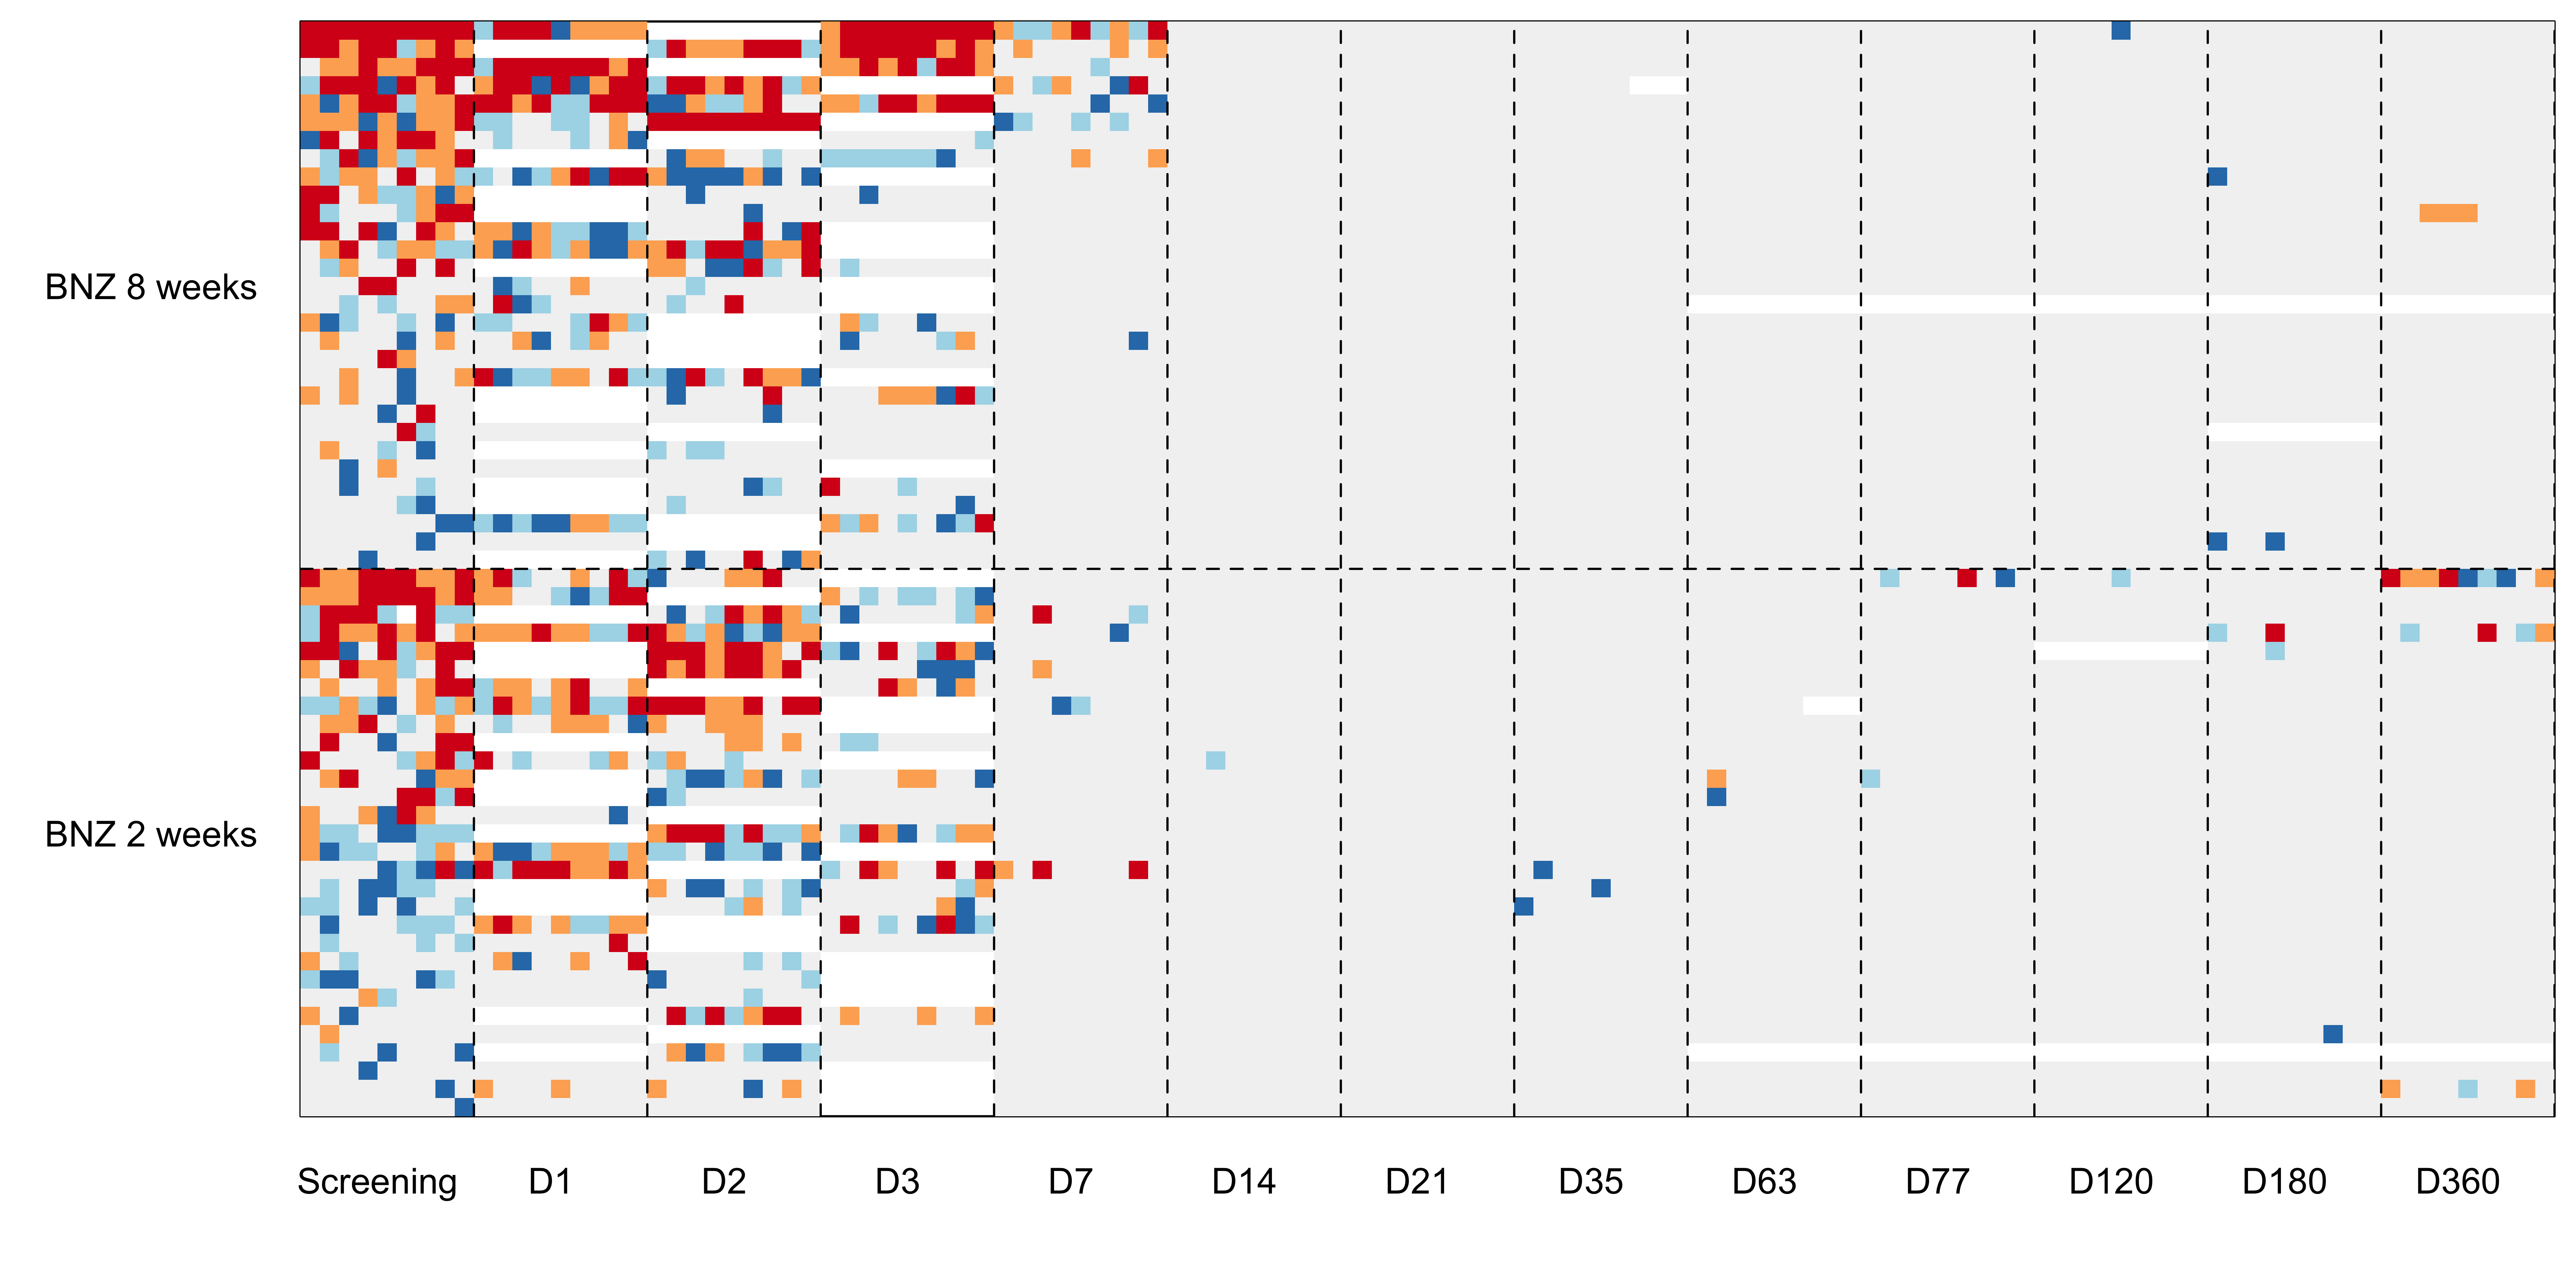 BNZ 8 weeks
BNZ 2 weeks
Screening D1 D2 D3 D7 D14 D21 D35 D63 D77 D120 D180 D360